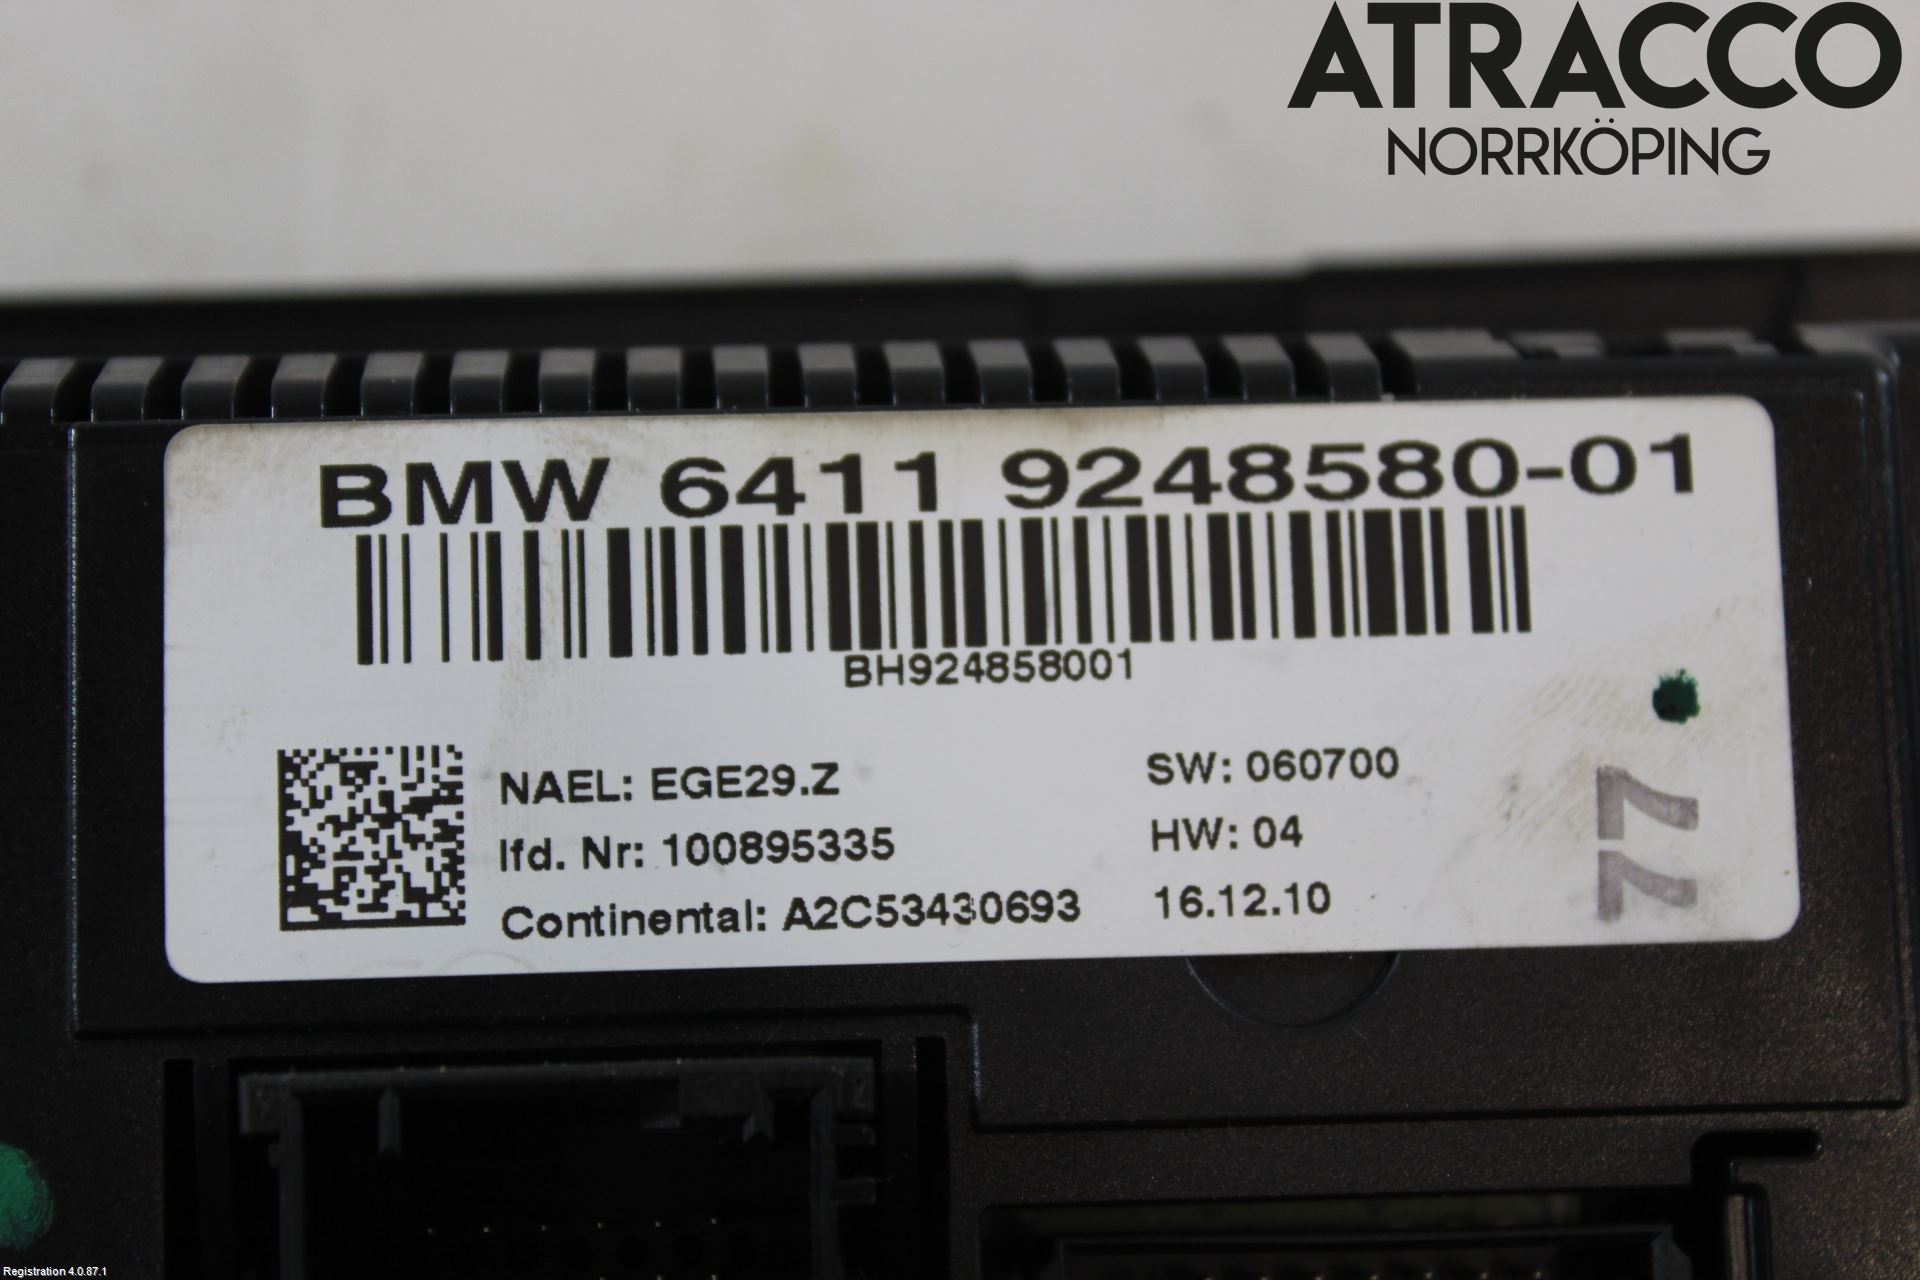 ATRACCO
NORRKÖPING
BMW 6411 9248580-01
BH924858001
NAEL: EGE29.Z
lfd. Nr: 100895335
Continental: A2C53430693
SW: 060700
HW: 04
16.12.10
77
Registration 4.0.87.1